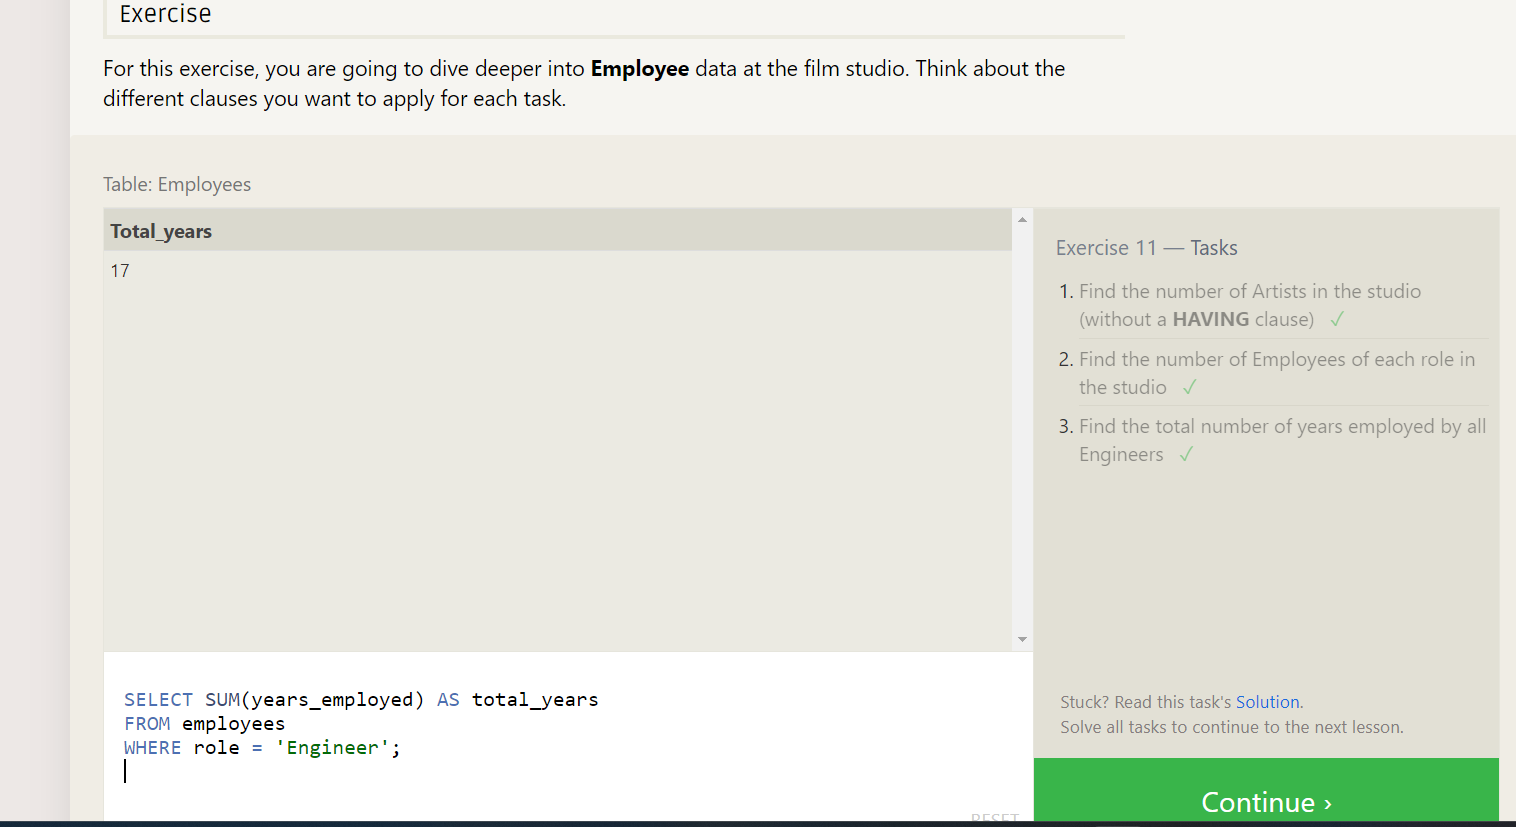 Exercise
For this exercise, you are going to dive deeper into Employee data at the film studio. Think about the
different clauses you want to apply for each task.
Table: Employees
Total_years
17
SELECT SUM(years_employed) AS total_years
FROM employees
WHERE role = 'Engineer';
RESET
Exercise 11 — Tasks
1. Find the number of Artists in the studio
(without a HAVING clause) ✓
2. Find the number of Employees of each role in
the studio ✓
3. Find the total number of years employed by all
Engineers ✓
Stuck? Read this task's Solution.
Solve all tasks to continue to the next lesson.
Continue ›